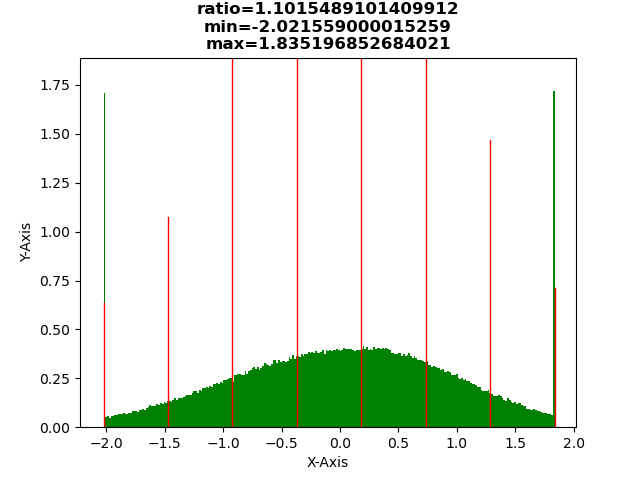 ratio=1.1015489101409912
min=-2.021559000015259
max=1.835196852684021
1.75
1.50
1.25
1.00
0.75
0.50
0.25
0.00
Y-Axis
−2.0 −1.5 −1.0 −0.5 0.0 0.5 1.0 1.5 2.0
X-Axis